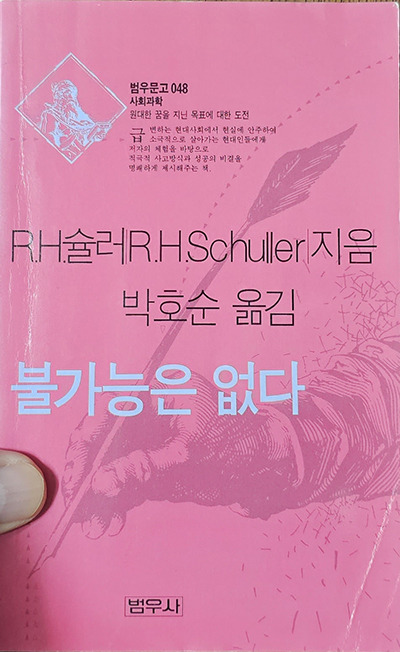 범우문고 048
사회과학
원대한 꿈을 지닌 목표에 대한 도전
급변하는 현대사회에서 현실에 안주하여
소극적으로 살아가는 현대인들에게
저자의 체험을 바탕으로
적극적 사고방식과 성공의 비결을
명쾌하게 제시해주는 책.
R.H.슐러|R.H.Schuller|지음
박호순 옮김
불가능은 없다
범우사